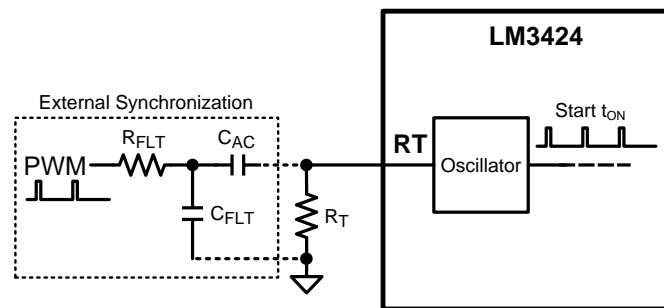 LM3424
External Synchronization
Start tON
PWM
RFLT
CAC
RT
Oscillator
CFLT
RT